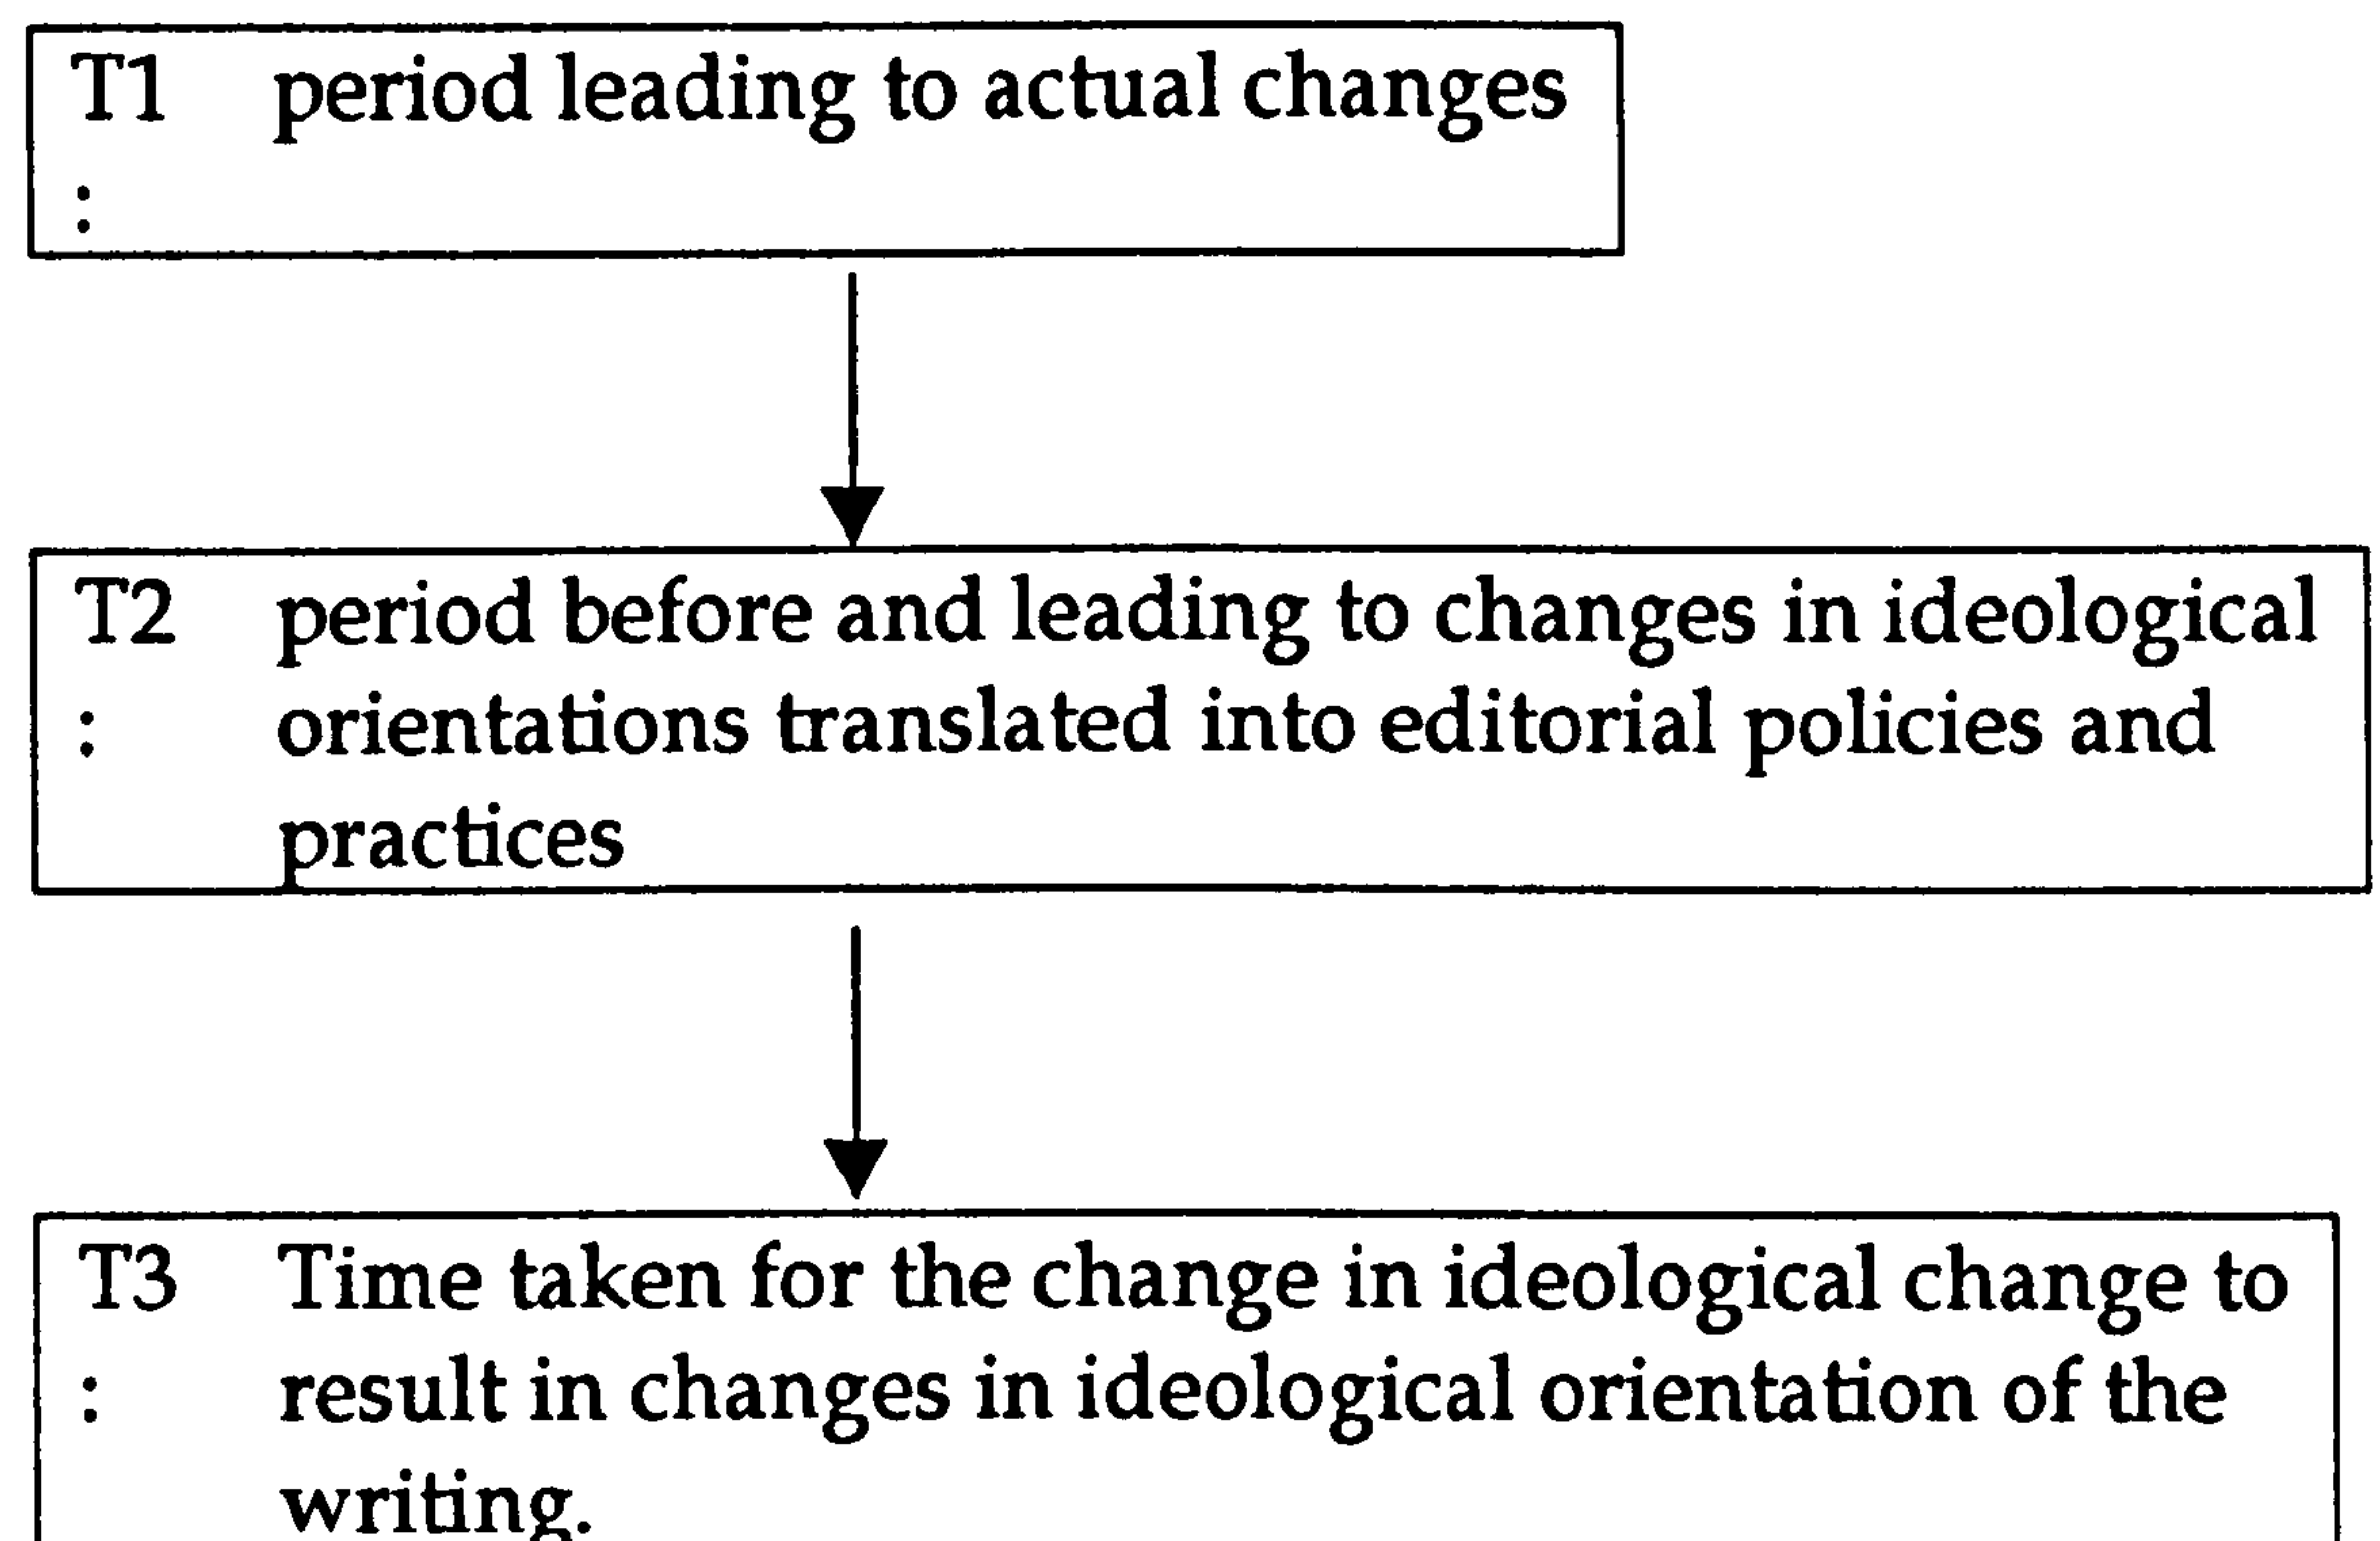 T1 period leading to actual changes
:
T2 period before and leading to changes in ideological
: orientations translated into editorial policies and
practices
T3 Time taken for the change in ideological change to
: result in changes in ideological orientation of the
writing.